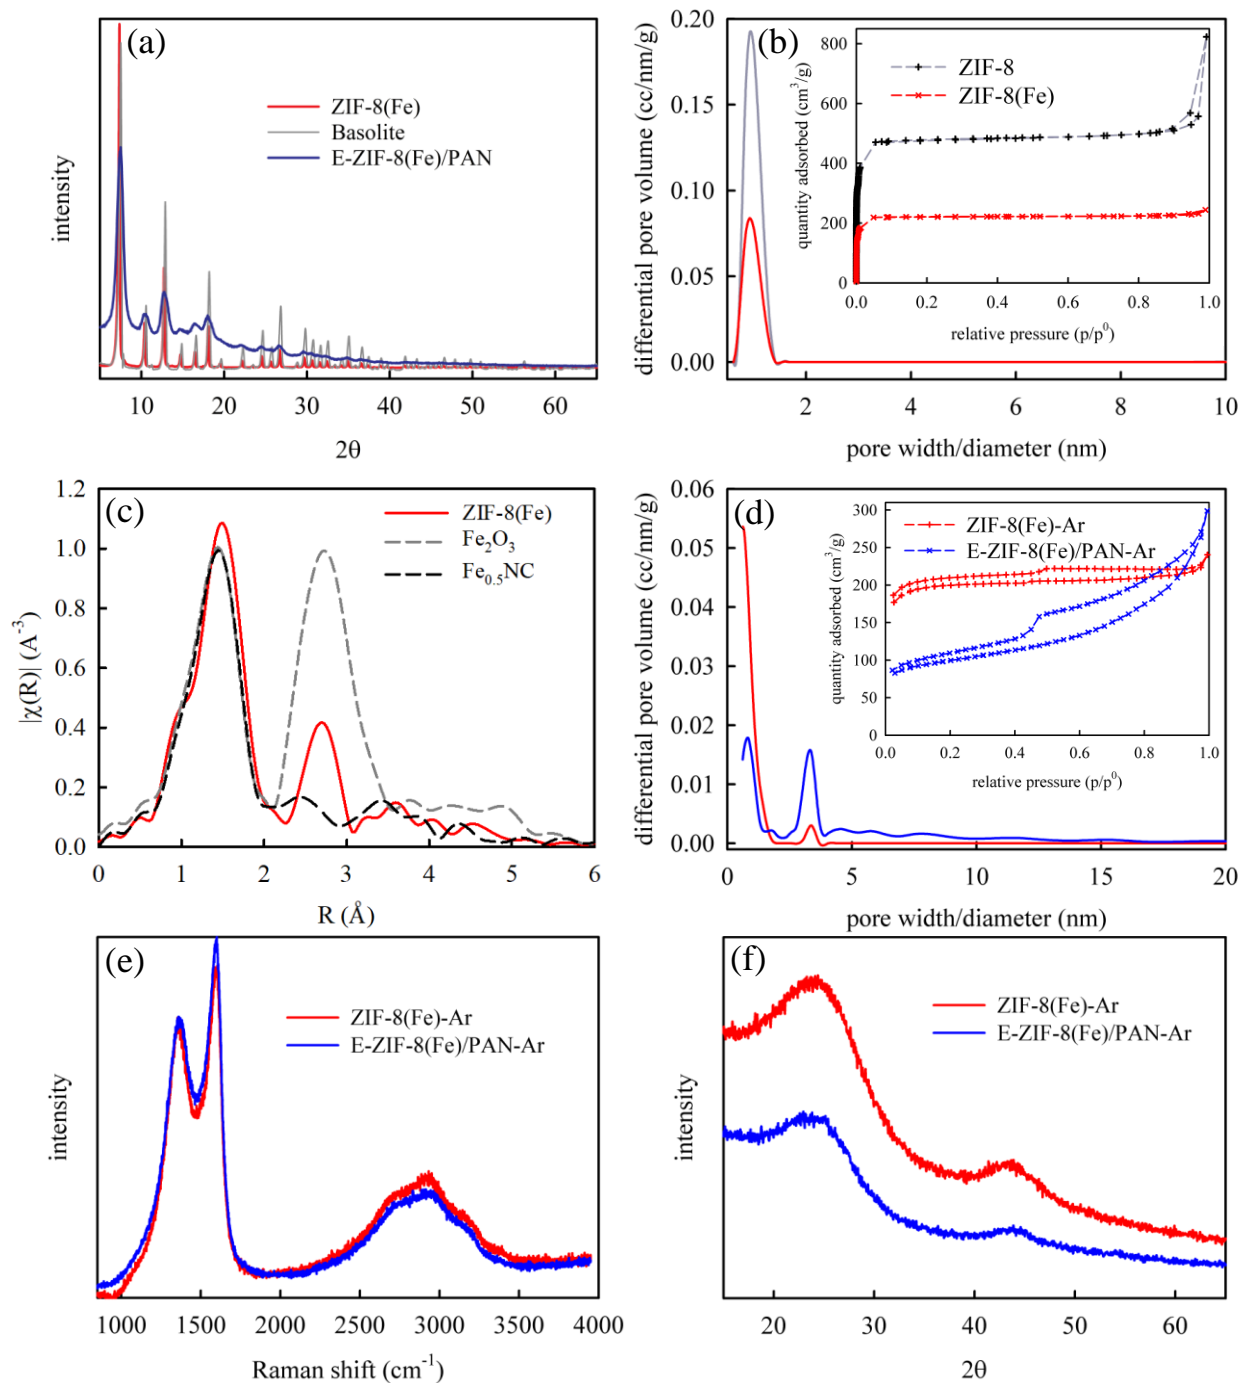 (a)
ZIF-8(Fe)
Basolite
E-ZIF-8(Fe)/PAN
intensity
10 20 30 40 50 60
2θ
(b)
0.20
0.15
0.10
0.05
0.00
differential pore volume (cc/nm/g)
2 4 6 8 10
pore width/diameter (nm)
ZIF-8
ZIF-8(Fe)
800
600
400
200
0
quantity adsorbed (cm³/g)
0.0 0.2 0.4 0.6 0.8 1.0
relative pressure (p/p⁰)
(c)
ZIF-8(Fe)
Fe₂O₃
Fe₀.₅NC
1.2
1.0
0.8
0.6
0.4
0.2
0.0
|χ(R)| (A⁻³)
0 1 2 3 4 5 6
R (Å)
(d)
0.06
0.05
0.04
0.03
0.02
0.01
0.00
differential pore volume (cc/nm/g)
0 5 10 15 20
pore width/diameter (nm)
ZIF-8(Fe)-Ar
E-ZIF-8(Fe)/PAN-Ar
300
250
200
150
100
50
0
quantity adsorbed (cm³/g)
0.0 0.2 0.4 0.6 0.8 1.0
relative pressure (p/p⁰)
(e)
ZIF-8(Fe)-Ar
E-ZIF-8(Fe)/PAN-Ar
intensity
1000 1500 2000 2500 3000 3500 4000
Raman shift (cm⁻¹)
(f)
ZIF-8(Fe)-Ar
E-ZIF-8(Fe)/PAN-Ar
intensity
20 30 40 50 60
2θ